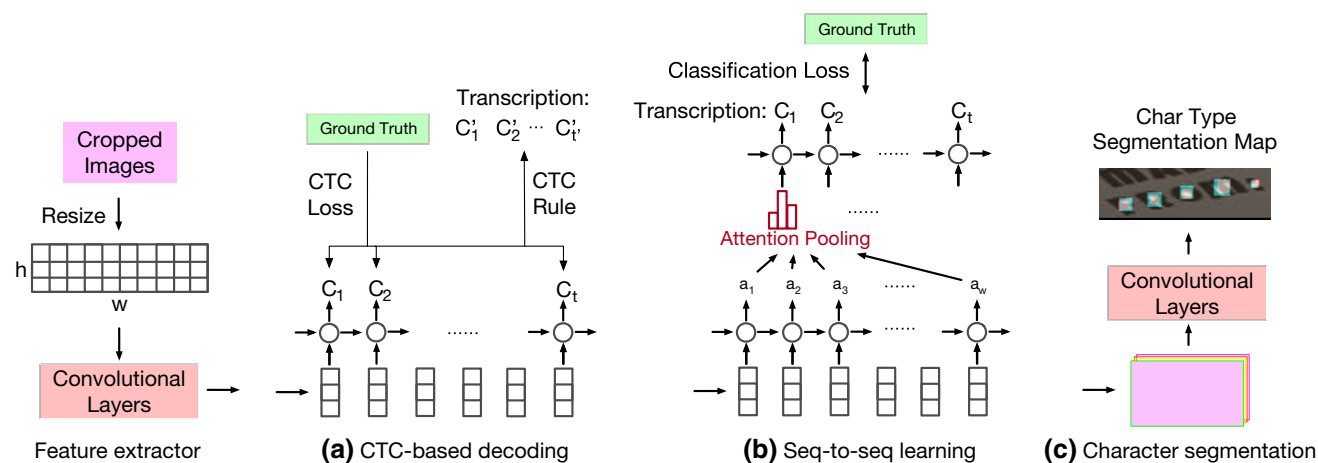 Cropped
Images
Resize
h
w
Convolutional
Layers
Feature extractor
Ground Truth
Transcription:
C'1 C'2 ... C't'
CTC
Loss
CTC
Rule
C1 C2 Ct
......
(a) CTC-based decoding
Ground Truth
Classification Loss
Transcription: C1 C2 Ct
......
......
Attention Pooling
a1 a2 a3 ...... aw
......
(b) Seq-to-seq learning
Char Type
Segmentation Map
Convolutional
Layers
(c) Character segmentation